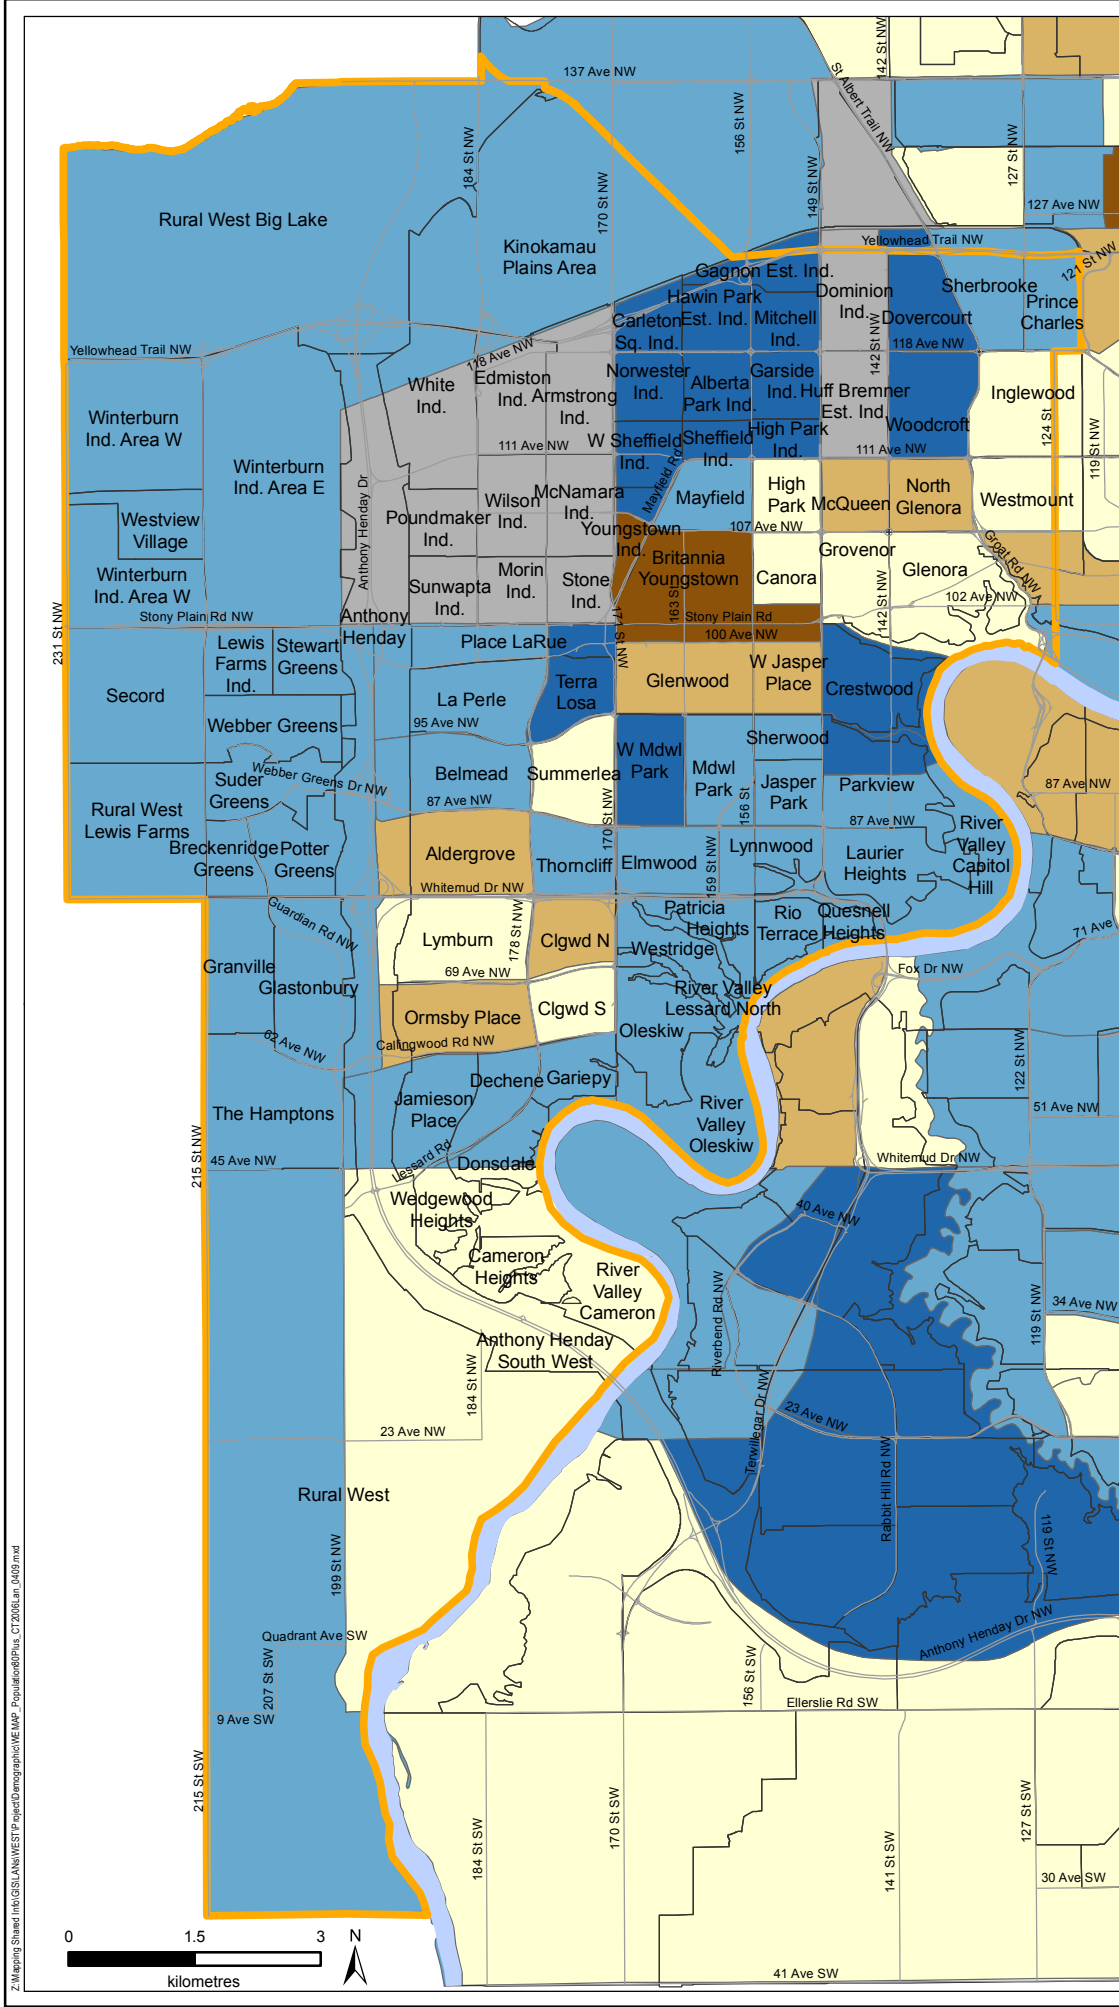 137 Ave NW
142 St NW
St Albert Trail NW
184 St NW
156 St NW
170 St NW
149 St NW
127 St NW
127 Ave NW
Rural West Big Lake
Kinokamau
Plains Area
Yellowhead Trail NW
121 St NW
Gagnon Est. Ind.
Hawin Park
Est. Ind.
Carleton
Sq. Ind.
Mitchell
Ind.
Dominion
Ind.
142 St NW
Dovercourt
Sherbrooke
Prince
Charles
118 Ave NW
Yellowhead Trail NW
118 Ave NW
White
Ind.
Edmiston
Ind.
Armstrong
Ind.
Norwester
Ind.
Alberta
Park Ind.
Garside
Ind.
Huff Bremner
Est. Ind.
Woodcroft
Inglewood
124 St
119 St NW
Winterburn
Ind. Area W
Winterburn
Ind. Area E
111 Ave NW
W Sheffield
Ind.
Sheffield
Ind.
High Park
Ind.
111 Ave NW
Mayfield Rd
Anthony Henday Dr
Westview
Village
Poundmaker
Ind.
Wilson
Ind.
McNamara
Ind.
Mayfield
High
Park
McQueen
North
Glenora
Westmount
107 Ave NW
Youngstown
Ind.
Britannia
Youngstown
Canora
Grovenor
Glenora
Groat Rd NW
102 Ave NW
Winterburn
Ind. Area W
Sunwapta
Ind.
Morin
Ind.
Stone
Ind.
163 St
142 St NW
Stony Plain Rd NW
Stony Plain Rd
100 Ave NW
231 St NW
Anthony
Henday
171 St NW
Lewis
Farms
Ind.
Stewart
Greens
Place LaRue
Secord
La Perle
Terra
Losa
Glenwood
W Jasper
Place
Crestwood
Webber Greens
95 Ave NW
Sherwood
Suder
Greens
Webber Greens Dr NW
Belmead
Summerlea
W Mdwl
Park
Mdwl
Park
Jasper
Park
Parkview
87 Ave NW
87 Ave NW
170 St NW
156 St
87 Ave NW
Rural West
Lewis Farms
Breckenridge
Greens
Potter
Greens
Aldergrove
Thorncliff
Elmwood
159 St NW
Lynnwood
Laurier
Heights
River
Valley
Capitol
Hill
Whitemud Dr NW
Guardian Rd NW
Lymburn
178 St NW
Clgwd N
Patricia
Heights
Westridge
Rio
Terrace
Quesnell
Heights
71 Ave
Granville
Glastonbury
69 Ave NW
Fox Dr NW
Ormsby Place
Clgwd S
River Valley
Lessard North
Oleskiw
62 Ave NW
Callingwood Rd NW
122 St NW
The Hamptons
Jamieson
Place
Dechene
Gariepy
River
Valley
Oleskiw
51 Ave NW
215 St NW
45 Ave NW
Lessard Rd
Donsdale
Whitemud Dr NW
Wedgewood
Heights
40 Ave NW
Cameron
Heights
River
Valley
Cameron
Riverbend Rd NW
119 St NW
34 Ave NW
Anthony Henday
South West
184 St NW
23 Ave NW
Terwillegar Dr NW
23 Ave NW
Rabbit Hill Rd NW
Rural West
199 St NW
119 St NW
Quadrant Ave SW
Anthony Henday Dr NW
207 St SW
156 St SW
9 Ave SW
Ellerslie Rd SW
215 St SW
184 St SW
170 St SW
141 St SW
127 St SW
30 Ave SW
0 1.5 3
kilometres
N
41 Ave SW
Z:\Mapping Shared Info\GIS\LANs\WEST\Project\Demographic\WEMAP_Population80Plus_CT2006Lan_0409.mxd